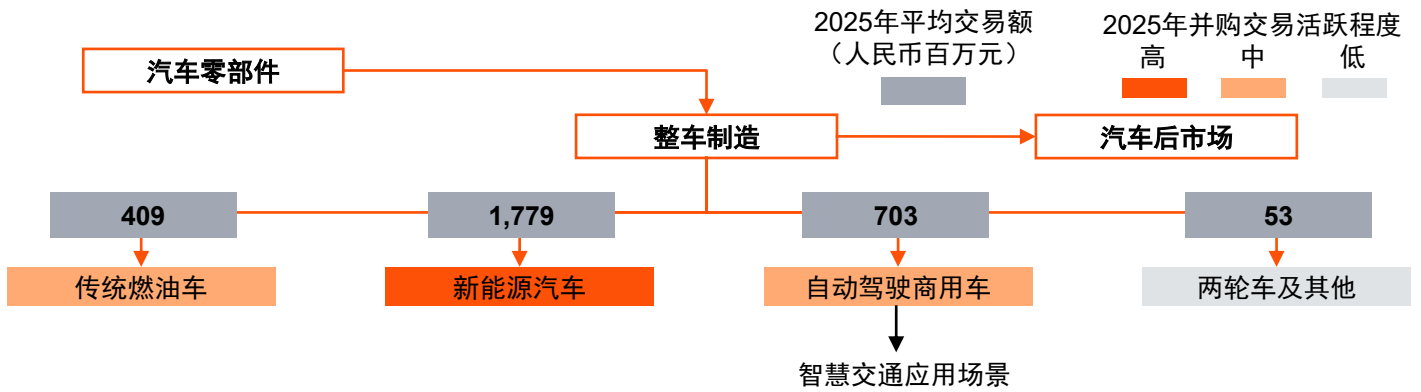 2025年平均交易额
（人民币百万元）
2025年并购交易活跃程度
高 中 低
汽车零部件
整车制造
汽车后市场
409
1,779
703
53
传统燃油车
新能源汽车
自动驾驶商用车
两轮车及其他
智慧交通应用场景